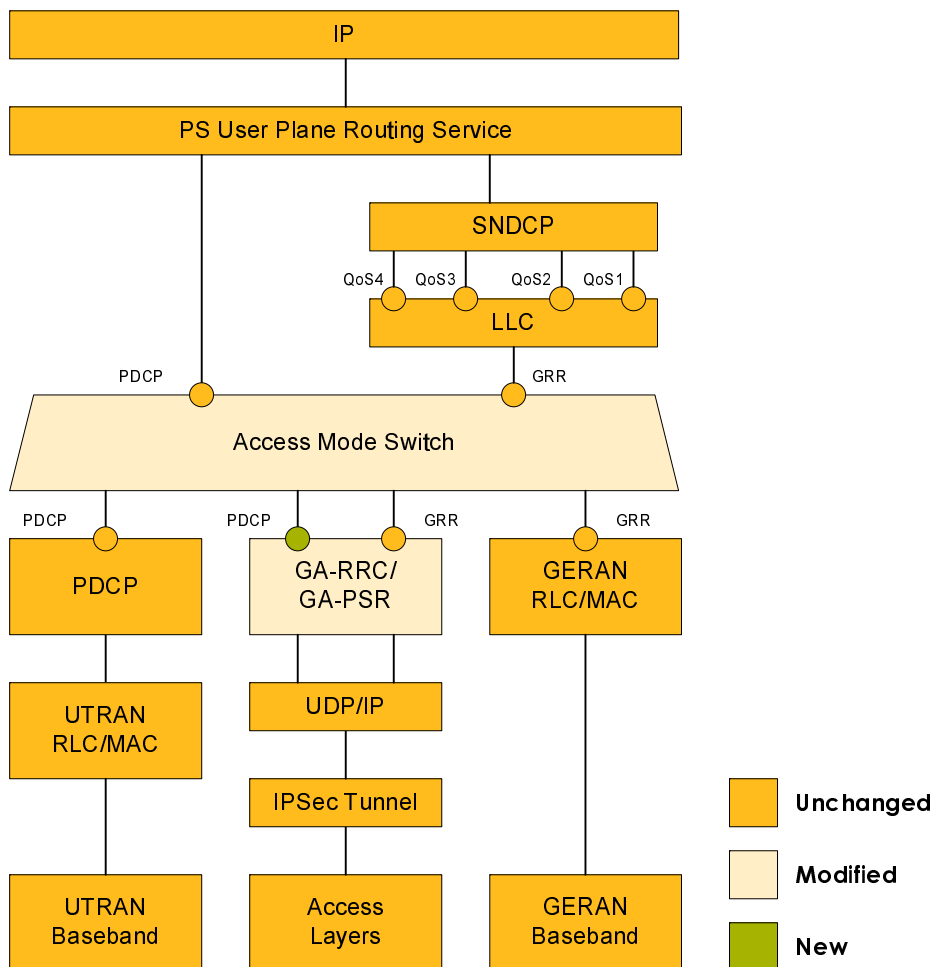 IP
PS User Plane Routing Service
SNDCP
QoS4 QoS3 QoS2 QoS1
LLC
PDCP GRR
Access Mode Switch
PDCP PDCP GRR GRR
PDCP
GA-RRC/
GA-PSR
GERAN
RLC/MAC
UTRAN
RLC/MAC
UDP/IP
IPSec Tunnel
UTRAN
Baseband
Access
Layers
GERAN
Baseband
Unchanged
Modified
New